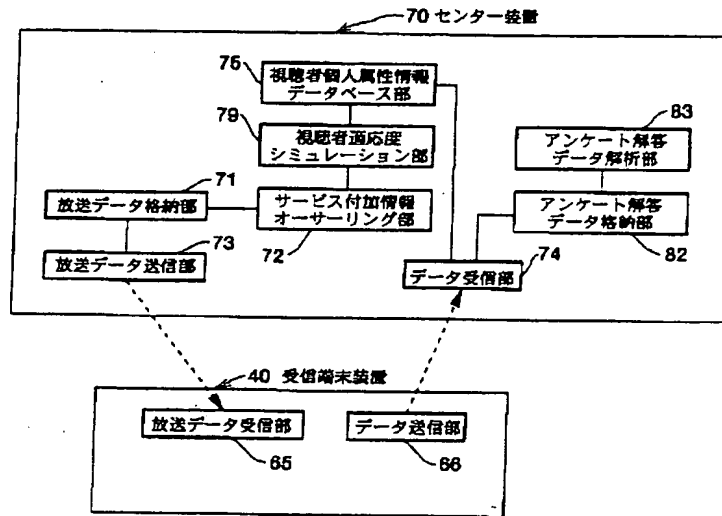 70 センター装置
75
視聴者個人属性情報
データベース部
79
視聴者適応度
シミュレーション部
83
アンケート解答
データ解析部
71
放送データ格納部
サービス付加情報
オーサーリング部
72
アンケート解答
データ格納部
82
73
放送データ送信部
74
データ受信部
40 受信端末装置
放送データ受信部
65
データ送信部
66